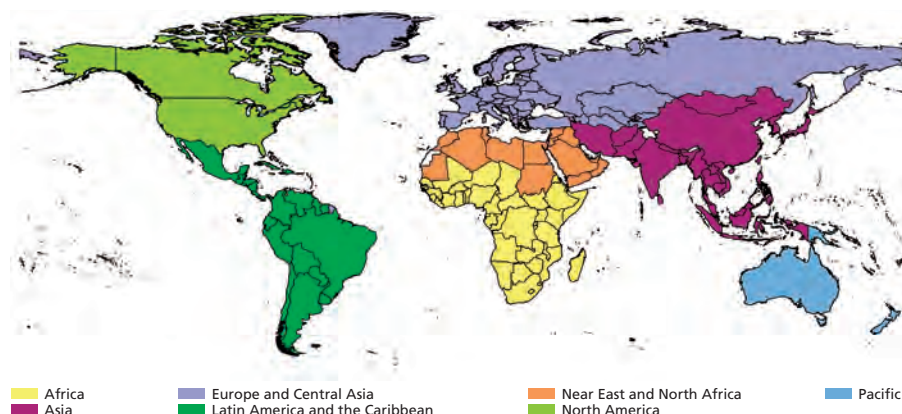 Africa Europe and Central Asia Near East and North Africa Pacific
Asia Latin America and the Caribbean North America